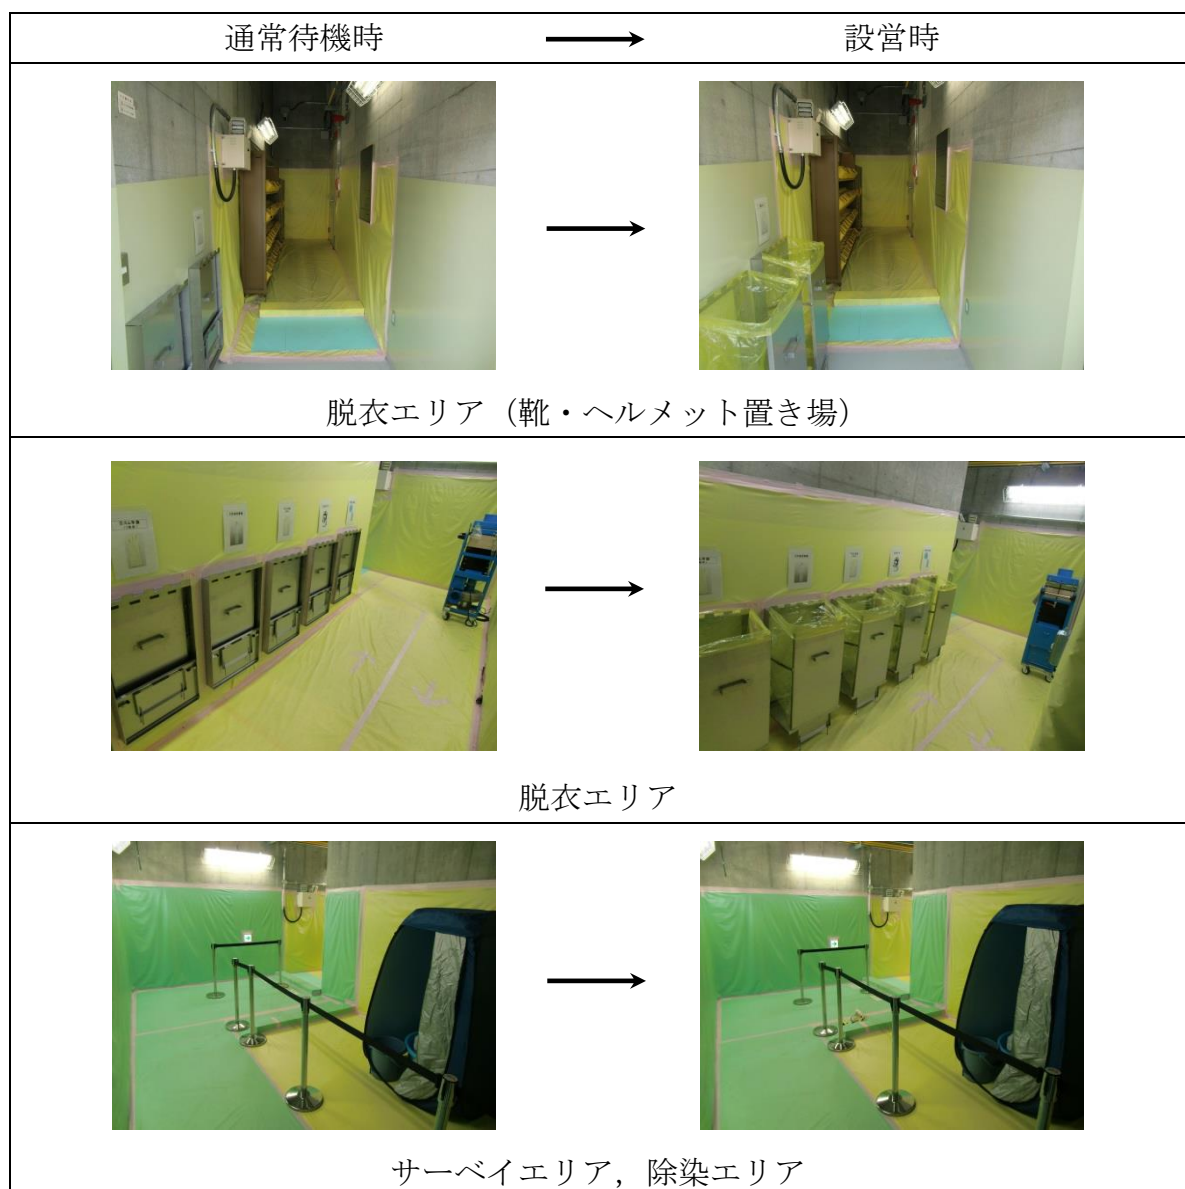 通常待機時
設営時
脱衣エリア（靴・ヘルメット置き場）
脱衣エリア
サーベイエリア，除染エリア